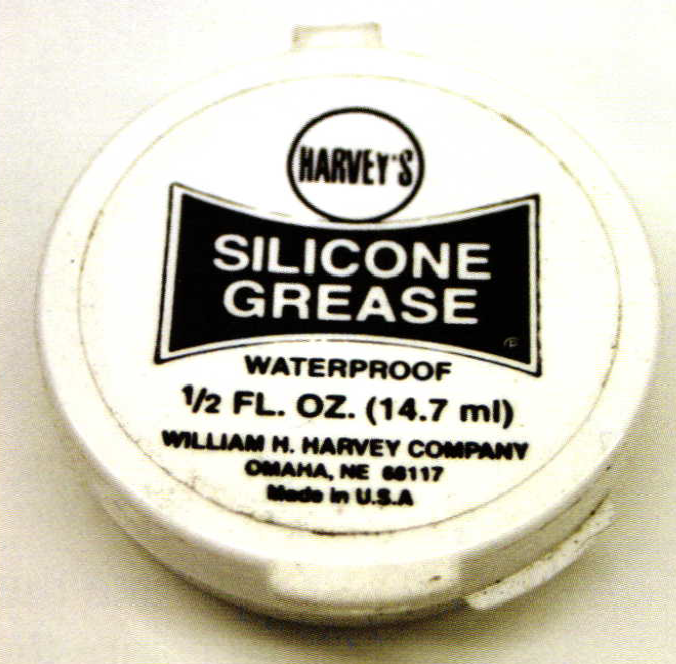 HARVEY'S
SILICONE
GREASE
®
WATERPROOF
1/2 FL. OZ. (14.7 ml)
WILLIAM H. HARVEY COMPANY
OMAHA, NE 68117
Made in U.S.A